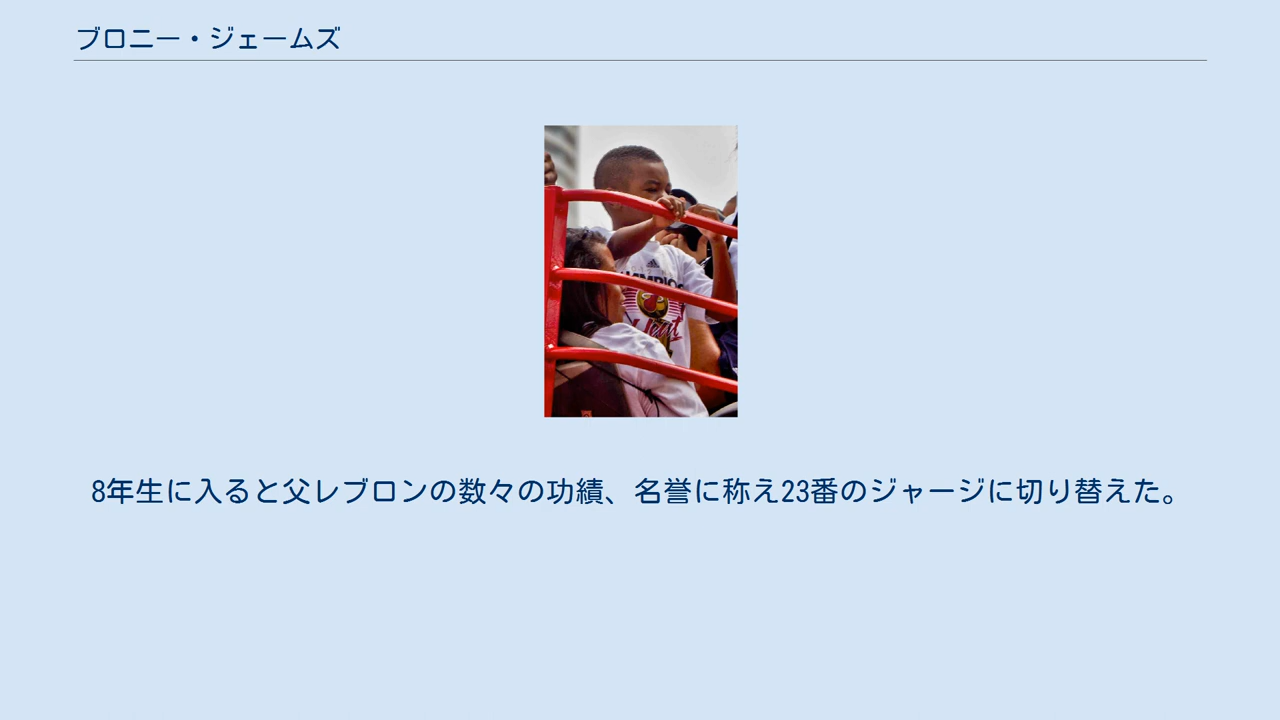 ブロニー・ジェームズ
8年生に入ると父レブロンの数々の功績、名誉に称え23番のジャージに切り替えた。